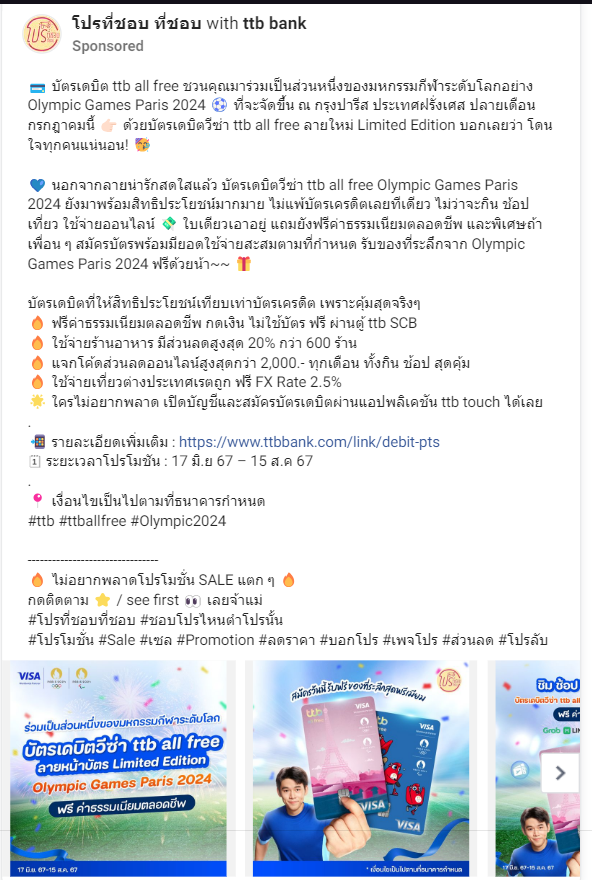 โปรที่ชอบ ที่ชอบ with ttb bank
Sponsored
บัตรเดบิต ttb all free ชวนคุณมาร่วมเป็นส่วนหนึ่งของมหกรรมกีฬาระดับโลกอย่าง
Olympic Games Paris 2024 ⚽ ที่จะจัดขึ้น ณ กรุงปารีส ประเทศฝรั่งเศส ปลายเดือน
กรกฎาคมนี้ 👉🏻 ด้วยบัตรเดบิตวีซ่า ttb all free ลายใหม่ Limited Edition บอกเลยว่า โดน
ใจทุกคนแน่นอน!
💙 นอกจากลายน่ารักสดใสแล้ว บัตรเดบิตวีซ่า ttb all free Olympic Games Paris
2024 ยังมาพร้อมสิทธิประโยชน์มากมาย ไม่แพ้บัตรเครดิตเลยทีเดียว ไม่ว่าจะกิน ช้อป
เที่ยว ใช้จ่ายออนไลน์ 💸 ใบเดียวเอาอยู่ แถมยังฟรีค่าธรรมเนียมตลอดชีพ และพิเศษถ้า
เพื่อน ๆ สมัครบัตรพร้อมมียอดใช้จ่ายสะสมตามที่กำหนด รับของที่ระลึกจาก Olympic
Games Paris 2024 ฟรีด้วยน้า~~ 🎁
บัตรเดบิตที่ให้สิทธิประโยชน์เทียบเท่าบัตรเครดิต เพราะคุ้มสุดจริงๆ
🔥 ฟรีค่าธรรมเนียมตลอดชีพ กดเงิน ไม่ใช้บัตร ฟรี ผ่านตู้ ttb SCB
🔥 ใช้จ่ายร้านอาหาร มีส่วนลดสูงสุด 20% กว่า 600 ร้าน
🔥 แจกโค้ดส่วนลดออนไลน์สูงสุดกว่า 2,000.- ทุกเดือน ทั้งกิน ช้อป สุดคุ้ม
🔥 ใช้จ่ายเที่ยวต่างประเทศเรตถูก ฟรี FX Rate 2.5%
🌟 ใครไม่อยากพลาด เปิดบัญชีและสมัครบัตรเดบิตผ่านแอปพลิเคชัน ttb touch ได้เลย
.
📲 รายละเอียดเพิ่มเติม : https://www.ttbbank.com/link/debit-pts
🗓 ระยะเวลาโปรโมชัน : 17 มิ.ย 67 – 15 ส.ค 67
.
📍 เงื่อนไขเป็นไปตามที่ธนาคารกำหนด
#ttb #ttballfree #Olympic2024
--------------------------------
🔥 ไม่อยากพลาดโปรโมชั่น SALE แตก ๆ 🔥
กดติดตาม ⭐ / see first 👀 เลยจ้าแม่
#โปรที่ชอบที่ชอบ #ชอบโปรไหนตำโปรนั้น
#โปรโมชั่น #Sale #เซล #Promotion #ลดราคา #บอกโปร #เพจโปร #ส่วนลด #โปรลับ
VISA
ร่วมเป็นส่วนหนึ่งของมหกรรมกีฬาระดับโลก
บัตรเดบิตวีซ่า ttb all free
ลายหน้าบัตร Limited Edition
Olympic Games Paris 2024
ฟรี ค่าธรรมเนียมตลอดชีพ
17 มิ.ย. 67-15 ส.ค. 67
สมัครวันนี้ รับฟรี ของที่ระลึกสุดพรีเมียม
ttb
VISA
VISA
VISA
VISA
* เงื่อนไขเป็นไปตามที่ธนาคารกำหนด
ชิม ช้อป
บัตรเดบิตวีซ่า ttb
ฟรี ค่า
Grab
17 มิ.ย. 67-15 ส.ค. 67